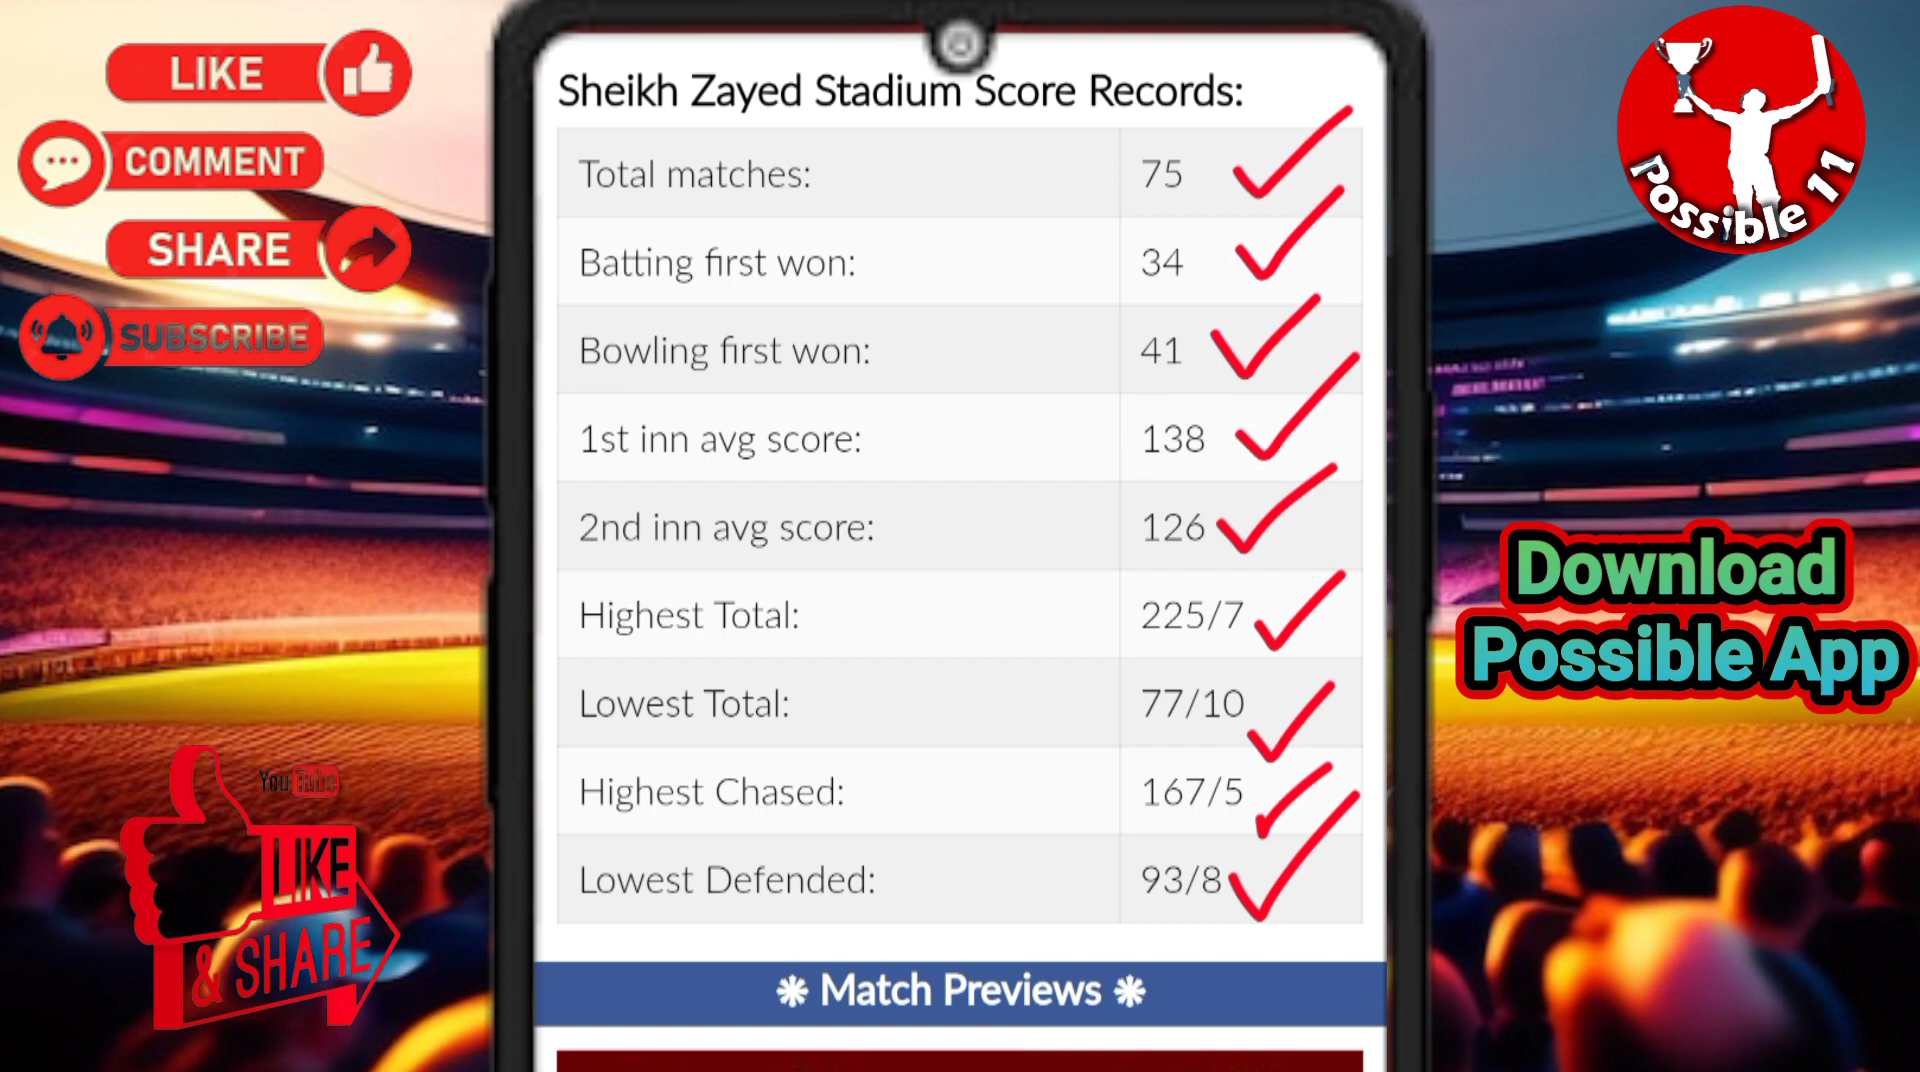 LIKE
COMMENT
SHARE
SUBSCRIBE
YouTube
LIKE
& SHARE
Sheikh Zayed Stadium Score Records:
Total matches: 75
Batting first won: 34
Bowling first won: 41
1st inn avg score: 138
2nd inn avg score: 126
Highest Total: 225/7
Lowest Total: 77/10
Highest Chased: 167/5
Lowest Defended: 93/8
Match Previews
Possible 11
Download
Possible App